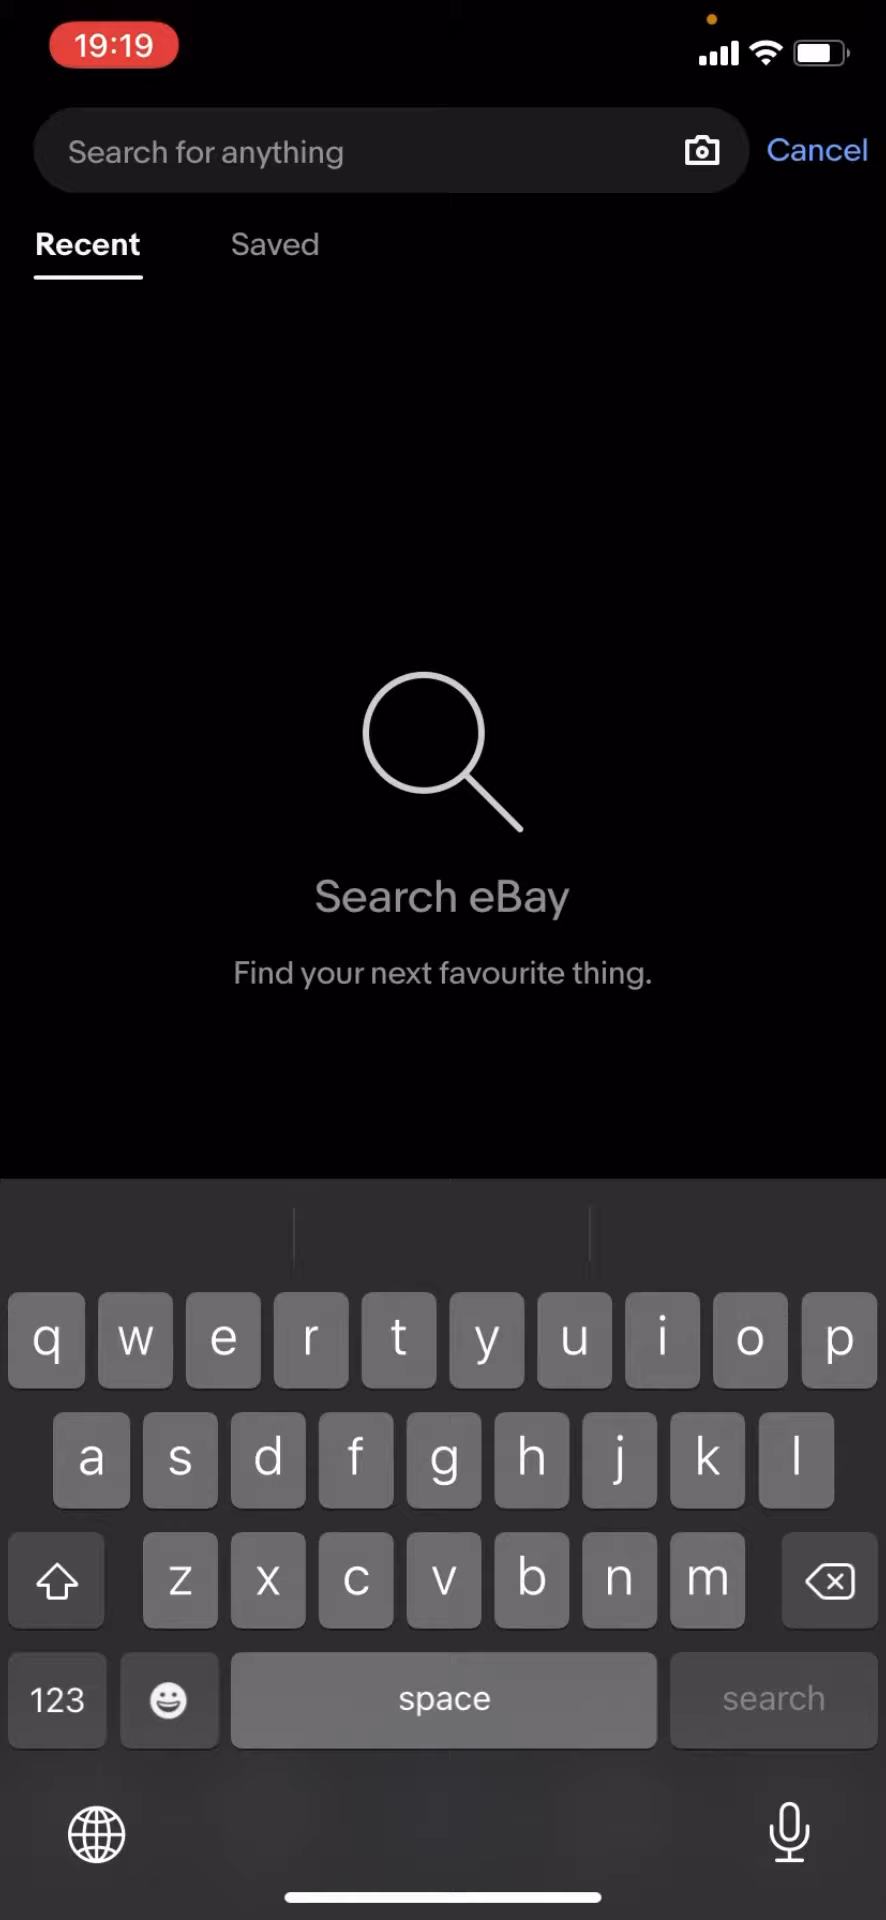 19:19
Search for anything
Cancel
Recent Saved
Search eBay
Find your next favourite thing.
q w e r t y u i o p
a s d f g h j k l
z x c v b n m
123 space search